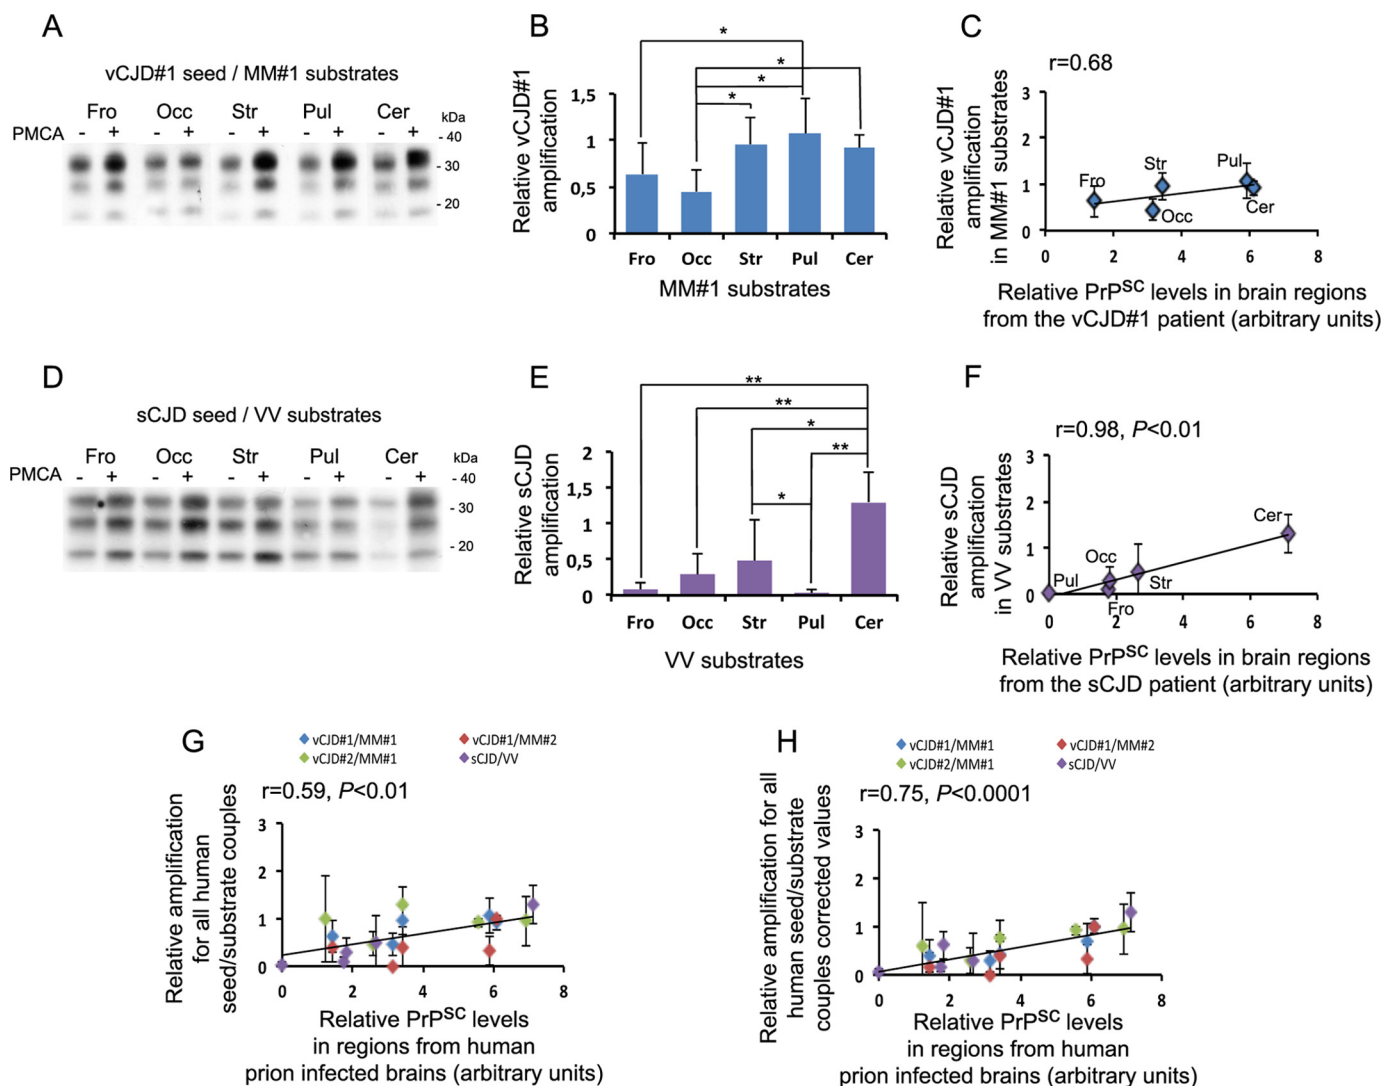 A
vCJD#1 seed / MM#1 substrates
Fro Occ Str Pul Cer
kDa
PMCA - + - + - + - + - +
- 40
- 30
- 20
B
Relative vCJD#1
amplification
* * * *
1,5
1
0,5
0
Fro Occ Str Pul Cer
MM#1 substrates
C
r=0.68
Relative vCJD#1
amplification
in MM#1 substrates
3
2
1
0
Fro
Str
Occ
Pul
Cer
0 2 4 6 8
Relative PrPSC levels in brain regions
from the vCJD#1 patient (arbitrary units)
D
sCJD seed / VV substrates
Fro Occ Str Pul Cer
kDa
PMCA - + - + - + - + - +
- 40
- 30
- 20
E
Relative sCJD
amplification
**
**
*
**
*
2
1,5
1
0,5
0
Fro Occ Str Pul Cer
VV substrates
F
r=0.98, P<0.01
Relative sCJD
amplification
in VV substrates
3
2
1
0
Pul
Occ
Fro
Str
Cer
0 2 4 6 8
Relative PrPSC levels in brain regions
from the sCJD patient (arbitrary units)
G
vCJD#1/MM#1 vCJD#1/MM#2
vCJD#2/MM#1 sCJD/VV
r=0.59, P<0.01
Relative amplification
for all human
seed/substrate couples
3
2
1
0
0 2 4 6 8
Relative PrPSC levels
in regions from human
prion infected brains (arbitrary units)
H
vCJD#1/MM#1 vCJD#1/MM#2
vCJD#2/MM#1 sCJD/VV
r=0.75, P<0.0001
Relative amplification for all
human seed/substrate
couples corrected values
3
2
1
0
0 2 4 6 8
Relative PrPSC levels
in regions from human
prion infected brains (arbitrary units)